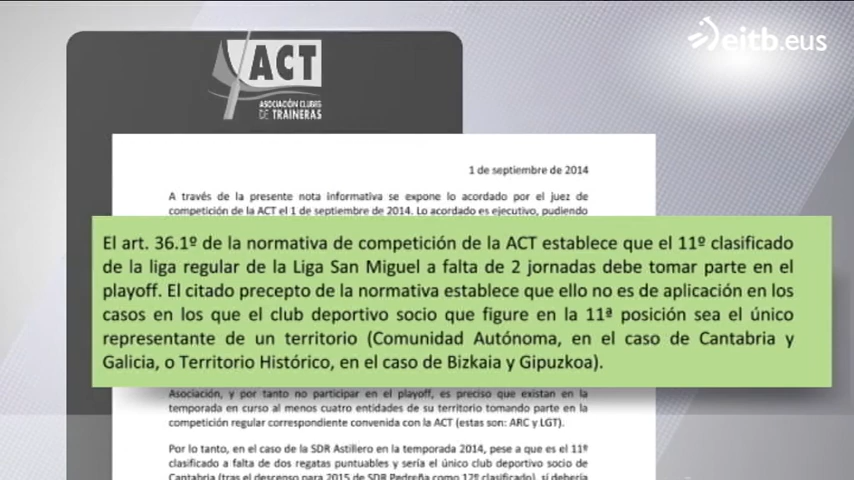 eitb.eus
ACT
ASOCIACIÓN CLUBES
DE TRAINERAS
1 de septiembre de 2014
A través de la presente nota informativa se expone lo acordado por el juez de
competición de la ACT el 1 de septiembre de 2014. Lo acordado es ejecutivo, pudiendo
El art. 36.1º de la normativa de competición de la ACT establece que el 11º clasificado
de la liga regular de la Liga San Miguel a falta de 2 jornadas debe tomar parte en el
playoff. El citado precepto de la normativa establece que ello no es de aplicación en los
casos en los que el club deportivo socio que figure en la 11ª posición sea el único
representante de un territorio (Comunidad Autónoma, en el caso de Cantabria y
Galicia, o Territorio Histórico, en el caso de Bizkaia y Gipuzkoa).
Asociación, y por tanto no participar en el playoff, es preciso que existan en la
temporada en curso al menos cuatro entidades de su territorio tomando parte en la
competición regular correspondiente convenida con la ACT (estas son: ARC y LGT).
Por lo tanto, en el caso de la SDR Astillero en la temporada 2014, pese a que es el 11º
clasificado a falta de dos regatas puntuables y sería el único club deportivo socio de
Cantabria (tras el descenso para 2015 de SDR Pedreña como 12º clasificado), sí debería